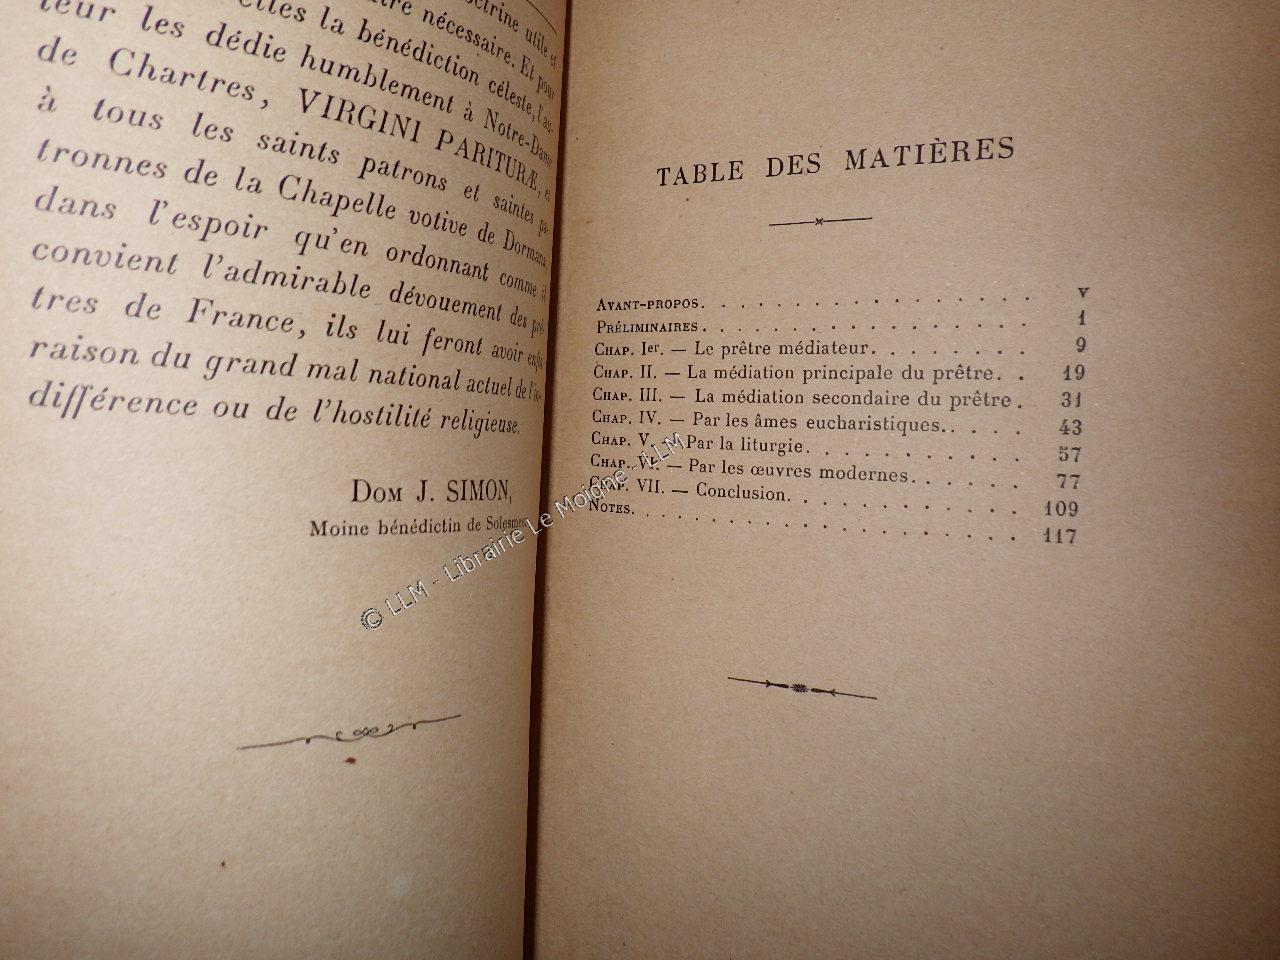 doctrine utile et
nécessaire. Et pour
elles la bénédiction céleste, l'au-
teur les dédie humblement à Notre-Dame
de Chartres, VIRGINI PARITURÆ, et
à tous les saints patrons et saintes pa-
tronnes de la Chapelle votive de Dormans,
dans l'espoir qu'en ordonnant comme il
convient l'admirable dévouement des prê-
tres de France, ils lui feront avoir enfin
raison du grand mal national actuel de l'in-
différence ou de l'hostilité religieuse.
DOM J. SIMON,
Moine bénédictin de Solesmes
TABLE DES MATIÈRES
AVANT-PROPOS. . . . . . . . . . . . . . . . V
PRÉLIMINAIRES. . . . . . . . . . . . . . . . 1
CHAP. Ier. — Le prêtre médiateur. . . . . . . . 9
CHAP. II. — La médiation principale du prêtre. . 19
CHAP. III. — La médiation secondaire du prêtre. 31
CHAP. IV. — Par les âmes eucharistiques. . . . . 43
CHAP. V. — Par la liturgie. . . . . . . . . . . 57
CHAP. VI. — Par les œuvres modernes. . . . . . 77
CHAP. VII. — Conclusion. . . . . . . . . . . . 109
NOTES. . . . . . . . . . . . . . . . . . . . 117
© LLM - Librairie Le Moigne LLM